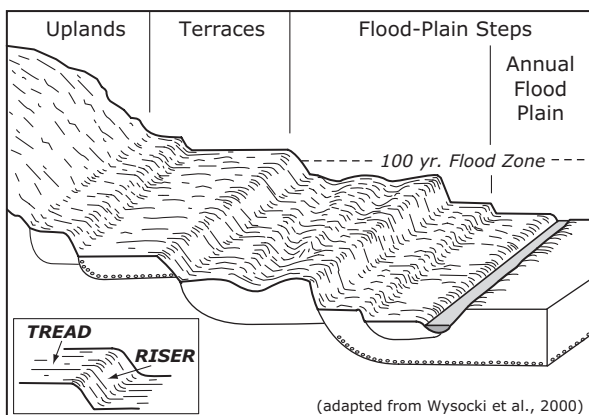 Uplands
Terraces
Flood-Plain Steps
Annual
Flood
Plain
100 yr. Flood Zone
TREAD
RISER
(adapted from Wysocki et al., 2000)